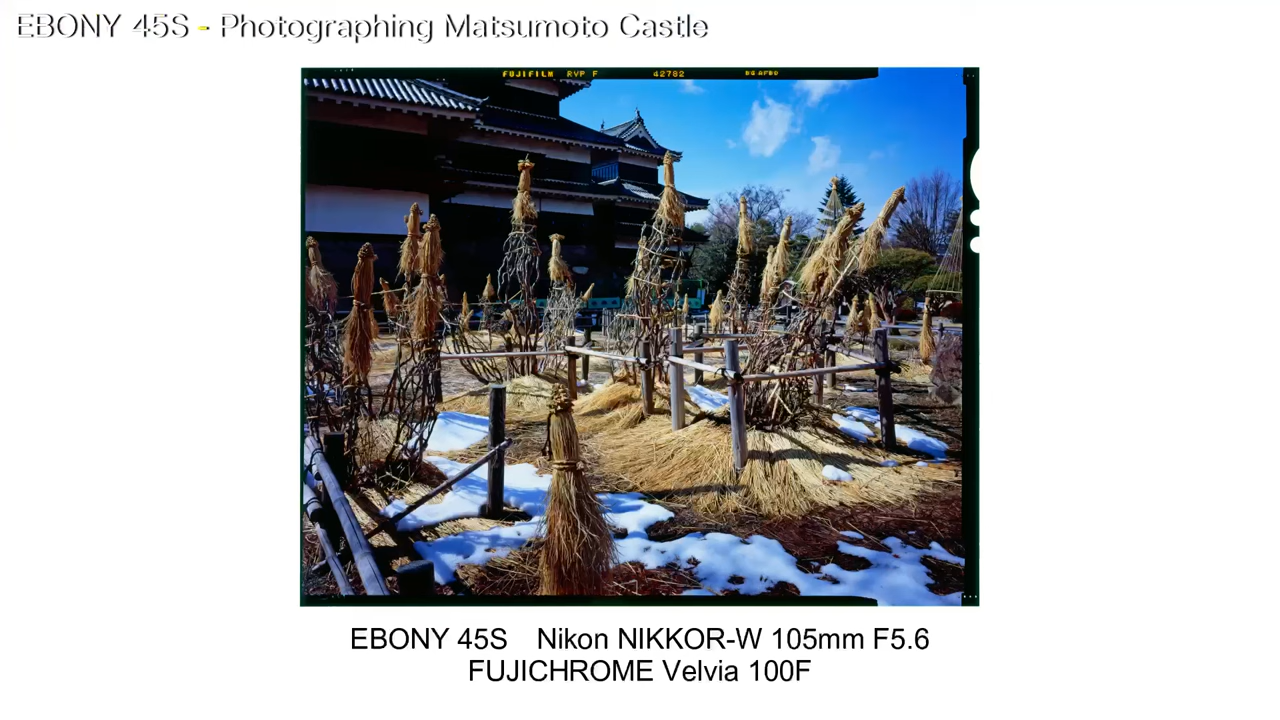 EBONY 45S - Photographing Matsumoto Castle
FUJIFILM RVP F 42782
EBONY 45S Nikon NIKKOR-W 105mm F5.6
FUJICHROME Velvia 100F